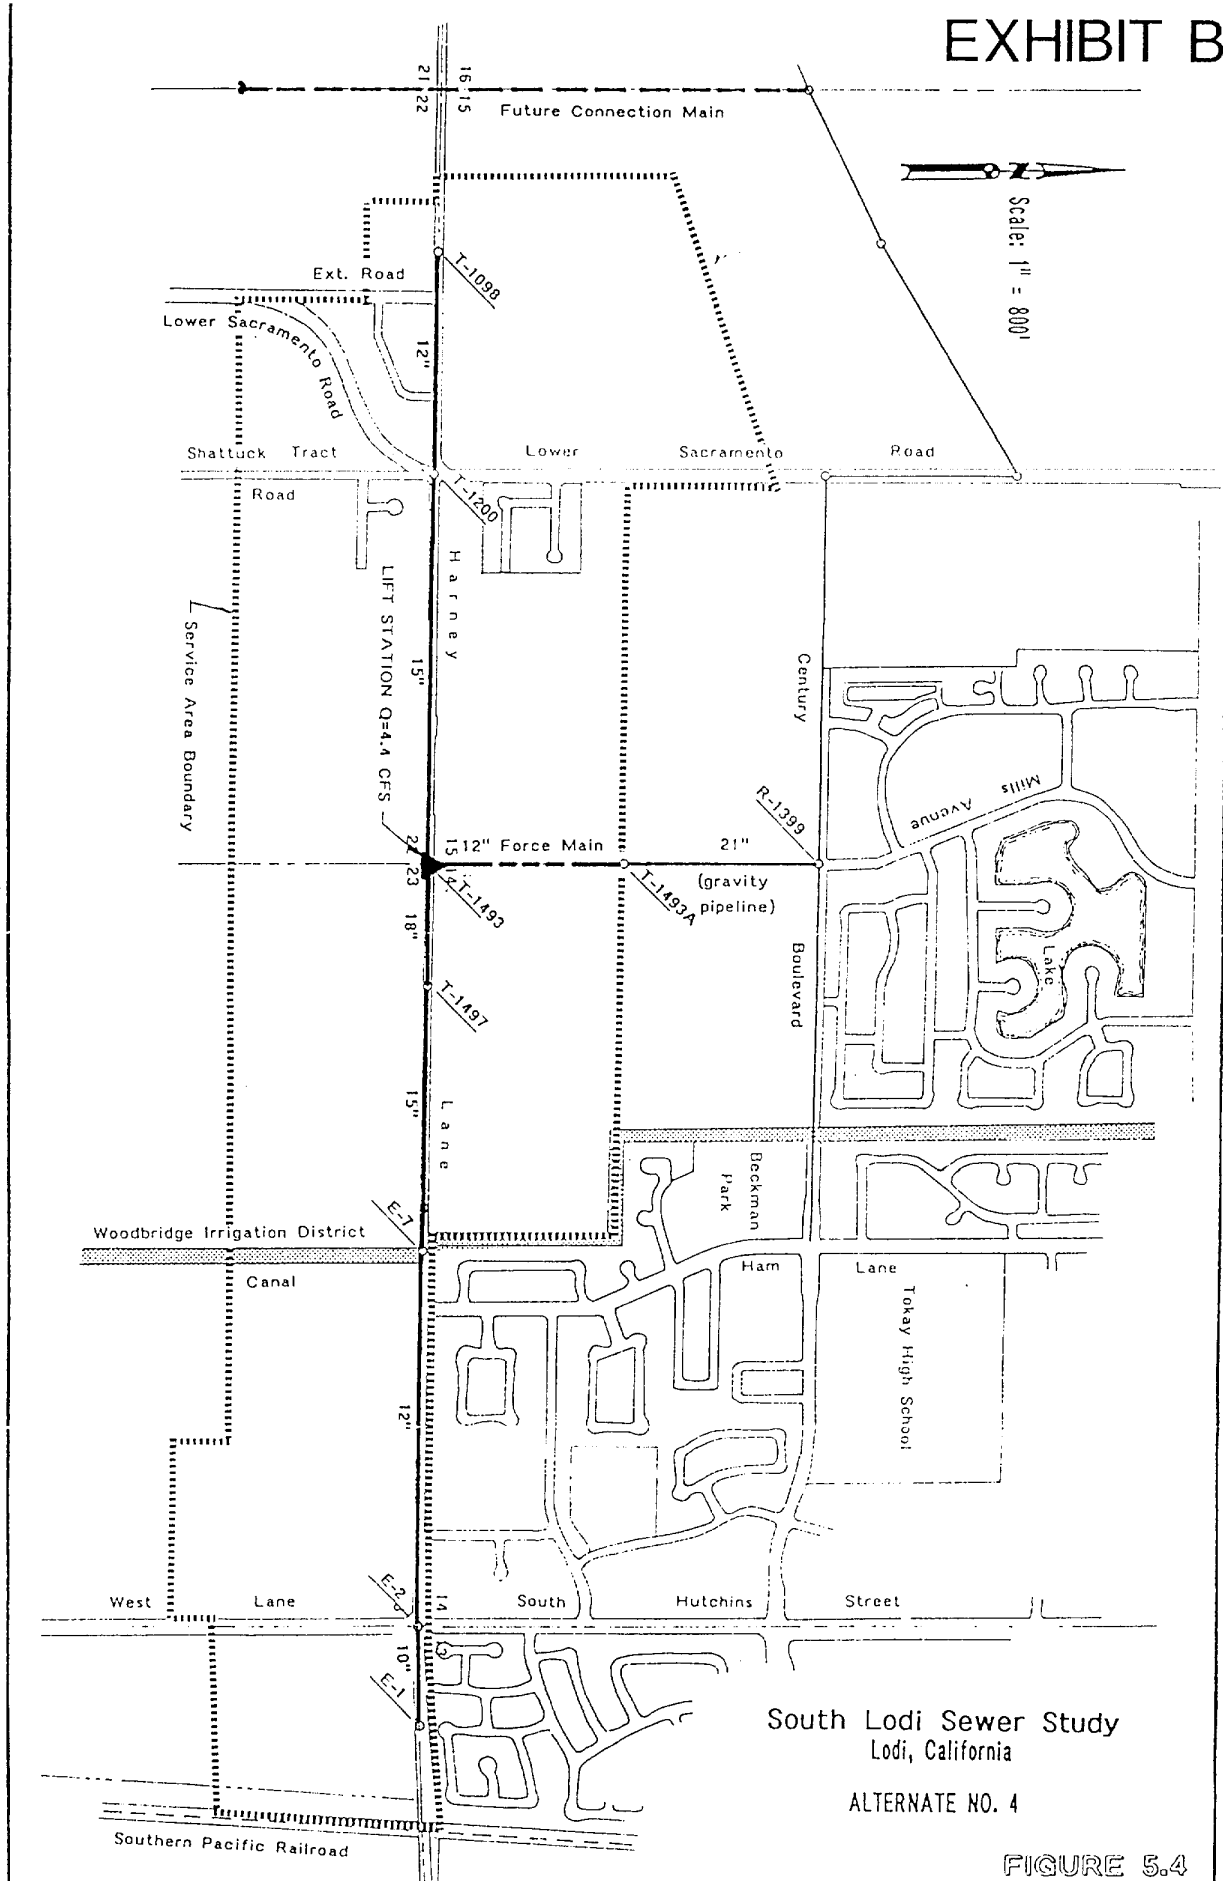 EXHIBIT B
16 15
21 22
Future Connection Main
N
Scale: 1" = 800'
T-1098
Ext. Road
Lower Sacramento Road
12"
Shattuck Tract
Road
Lower Sacramento Road
T-1200
Harney
LIFT STATION Q=4.4 CFS
15"
Service Area Boundary
Century
Mills
Avenue
R-1399
15 14
23
12" Force Main
21"
(gravity
pipeline)
T-1493
T-1493A
18"
Boulevard
Lake
T-1497
15"
Lane
Beckman
Park
E-7
Woodbridge Irrigation District
Canal
Ham Lane
Tokay High School
12"
E-2
West Lane
14
South Hutchins Street
10"
13
E-1
South Lodi Sewer Study
Lodi, California
ALTERNATE NO. 4
Southern Pacific Railroad
FIGURE 5.4